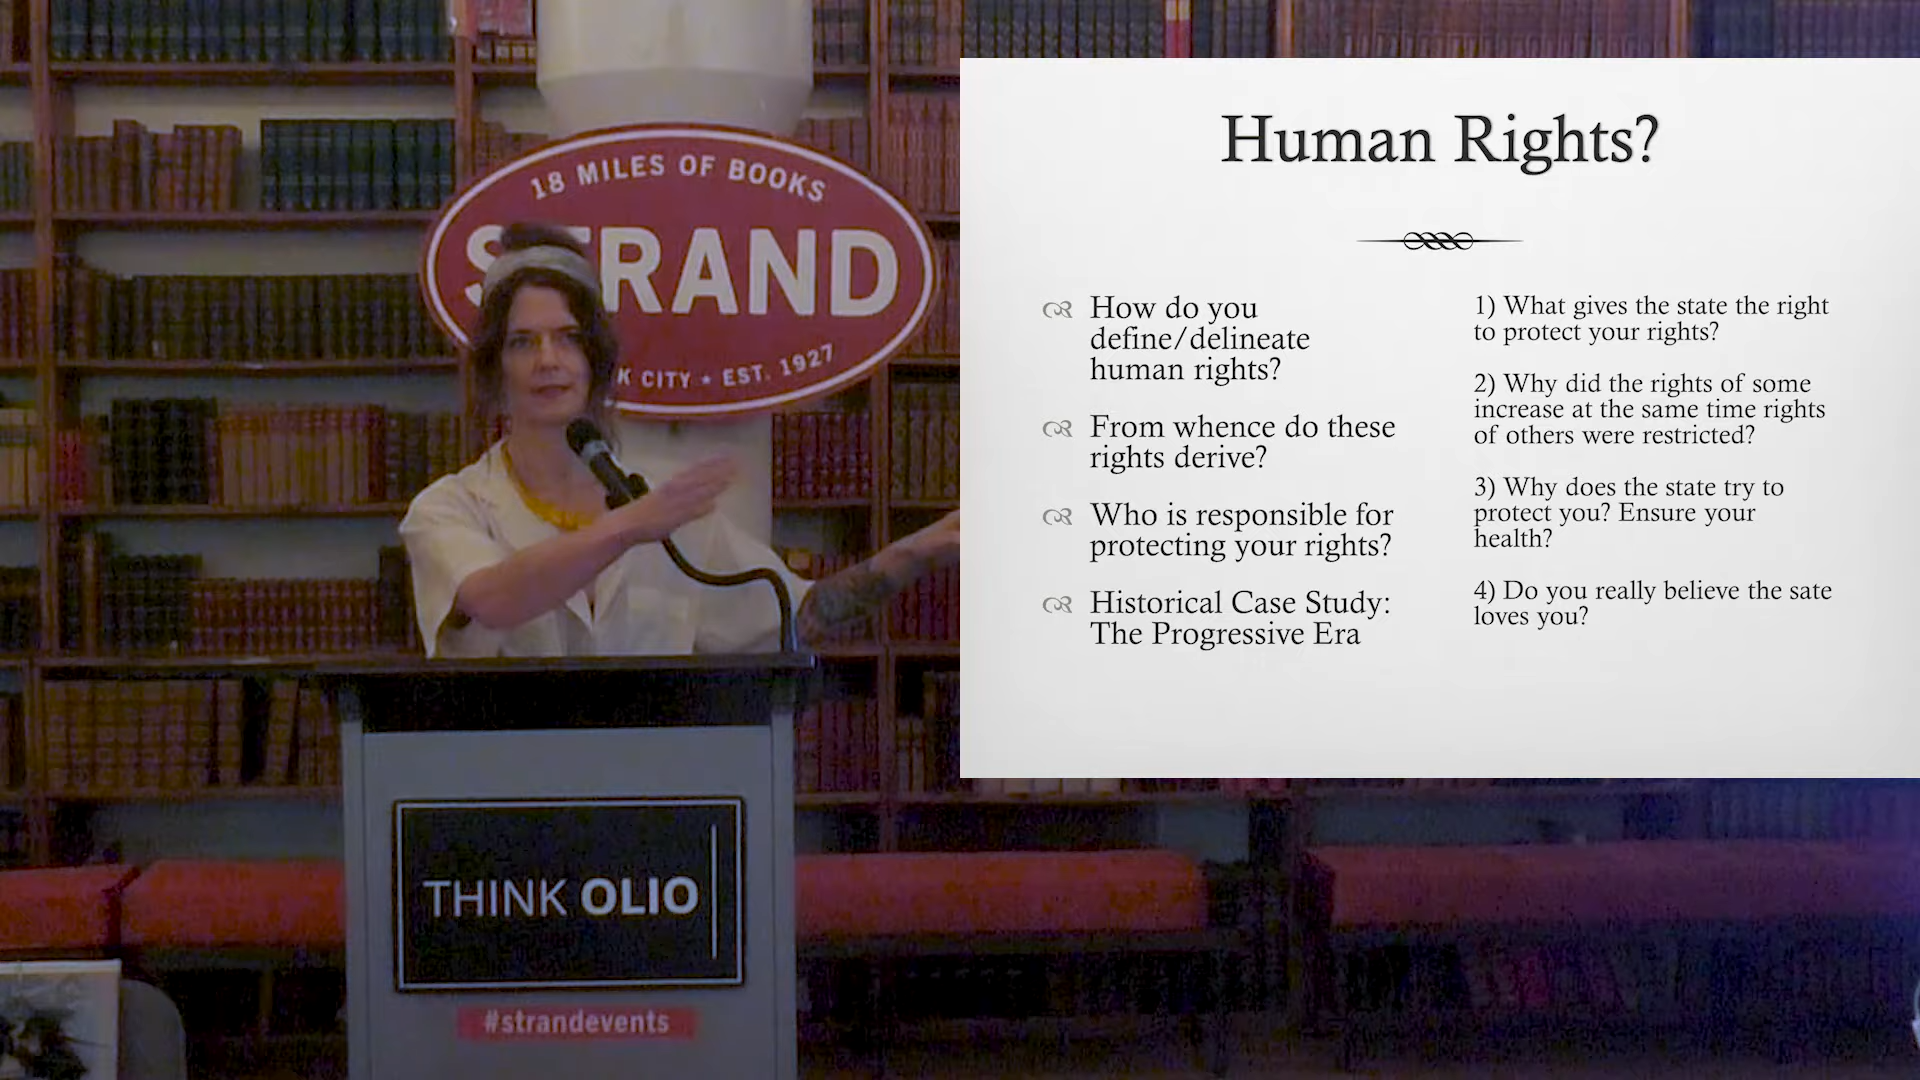 18 MILES OF BOOKS
STRAND
K CITY ★ EST. 1927
THINK OLIO
#strandevents
Human Rights?
How do you
define/delineate
human rights?
From whence do these
rights derive?
Who is responsible for
protecting your rights?
Historical Case Study:
The Progressive Era
1) What gives the state the right
to protect your rights?
2) Why did the rights of some
increase at the same time rights
of others were restricted?
3) Why does the state try to
protect you? Ensure your
health?
4) Do you really believe the sate
loves you?